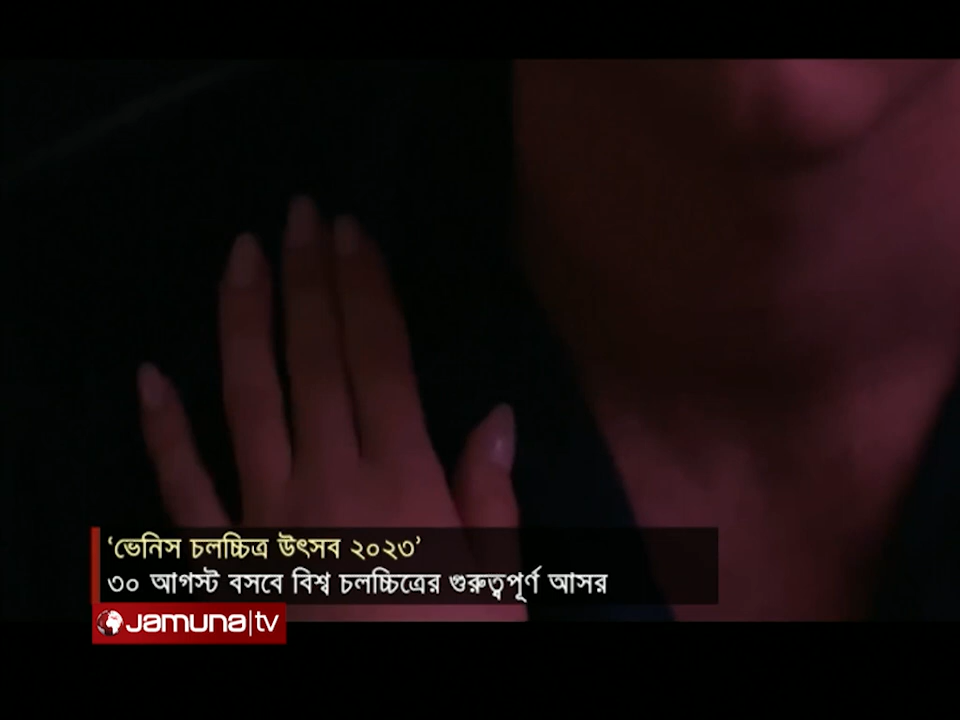 ‘ভেনিস চলচ্চিত্র উৎসব ২০২৩’
৩০ আগস্ট বসবে বিশ্ব চলচ্চিত্রের গুরুত্বপূর্ণ আসর
Jamuna|tv